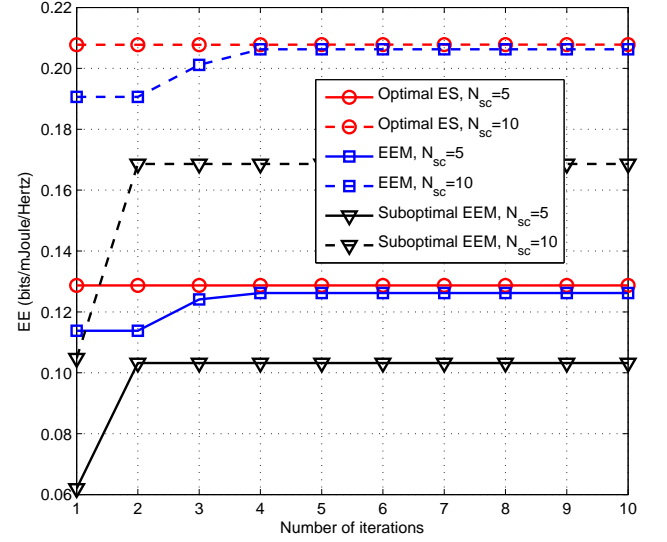 0.22
0.20
0.18
0.16
0.14
0.12
0.10
0.08
0.06
EE (bits/mJoule/Hertz)
Optimal ES, N_sc=5
Optimal ES, N_sc=10
EEM, N_sc=5
EEM, N_sc=10
Suboptimal EEM, N_sc=5
Suboptimal EEM, N_sc=10
1 2 3 4 5 6 7 8 9 10
Number of iterations